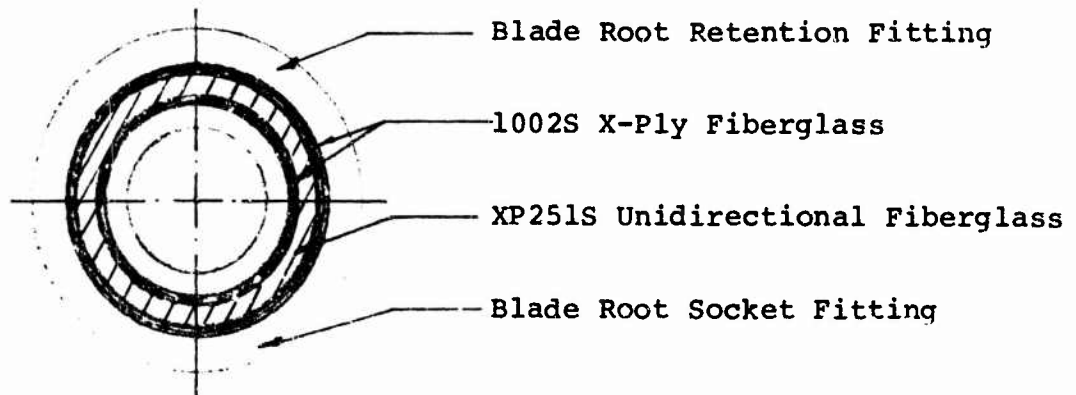 Blade Root Retention Fitting
1002S X-Ply Fiberglass
XP251S Unidirectional Fiberglass
Blade Root Socket Fitting